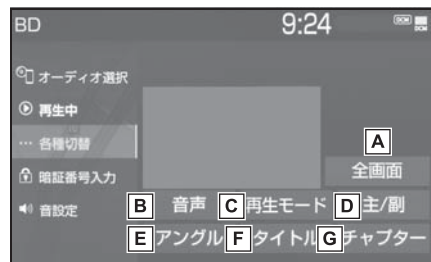 BD 9:24 DCM
オーディオ選択
再生中
… 各種切替
暗証番号入力
音設定
A
全画面
B 音声 C 再生モード D 主/副
E アングル F タイトル G チャプター